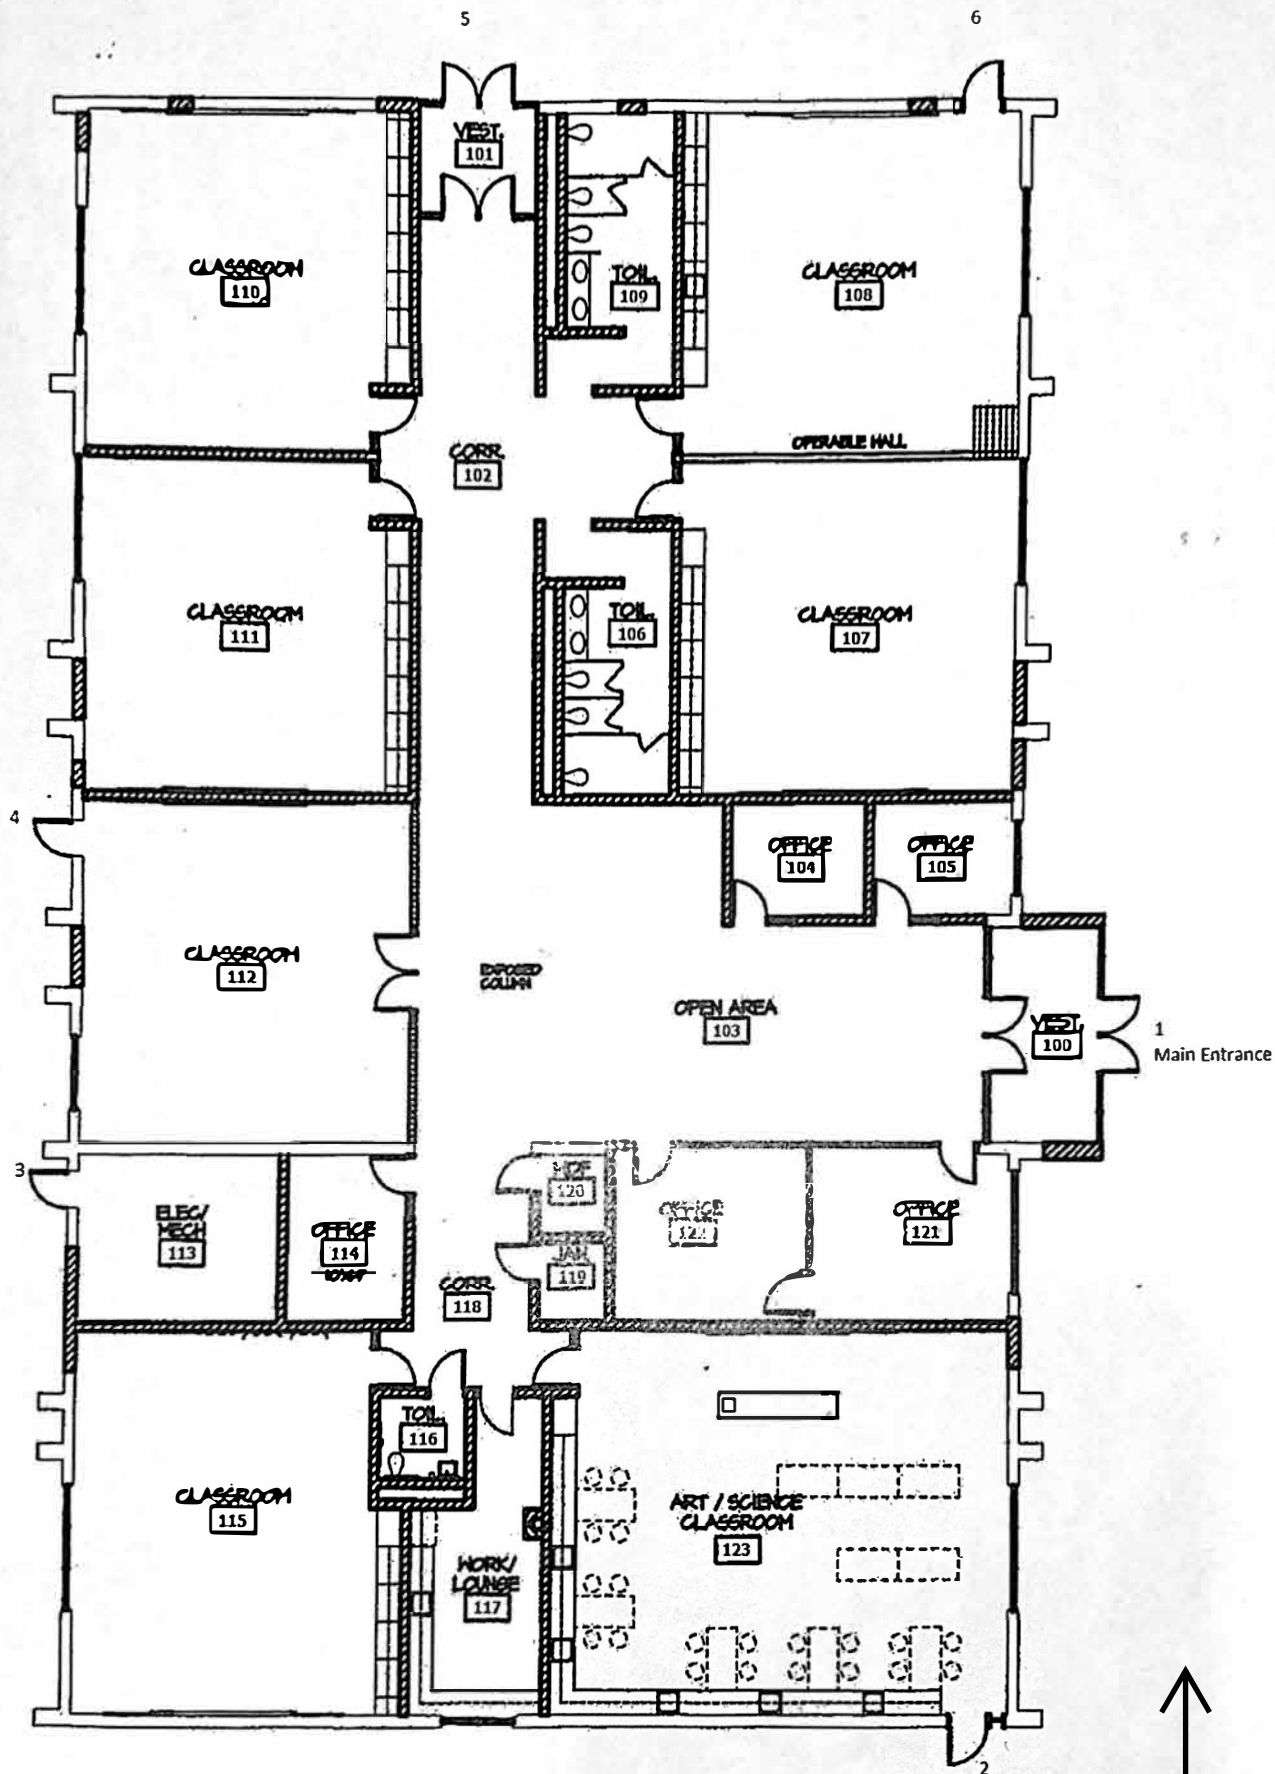 5
6
VEST.
101
CLASSROOM
110
TOIL.
109
CLASSROOM
108
OPERABLE WALL
CORR.
102
CLASSROOM
111
TOIL.
106
CLASSROOM
107
4
OFFICE
104
OFFICE
105
CLASSROOM
112
EXPOSED
COLUMN
OPEN AREA
103
VEST.
100
1
Main Entrance
3
ELEC/
MECH
113
OFFICE
114
120
OFFICE
122
OFFICE
121
JAN.
119
CORR.
118
TOIL.
116
CLASSROOM
115
WORK/
LOUNGE
117
ART / SCIENCE
CLASSROOM
123
2